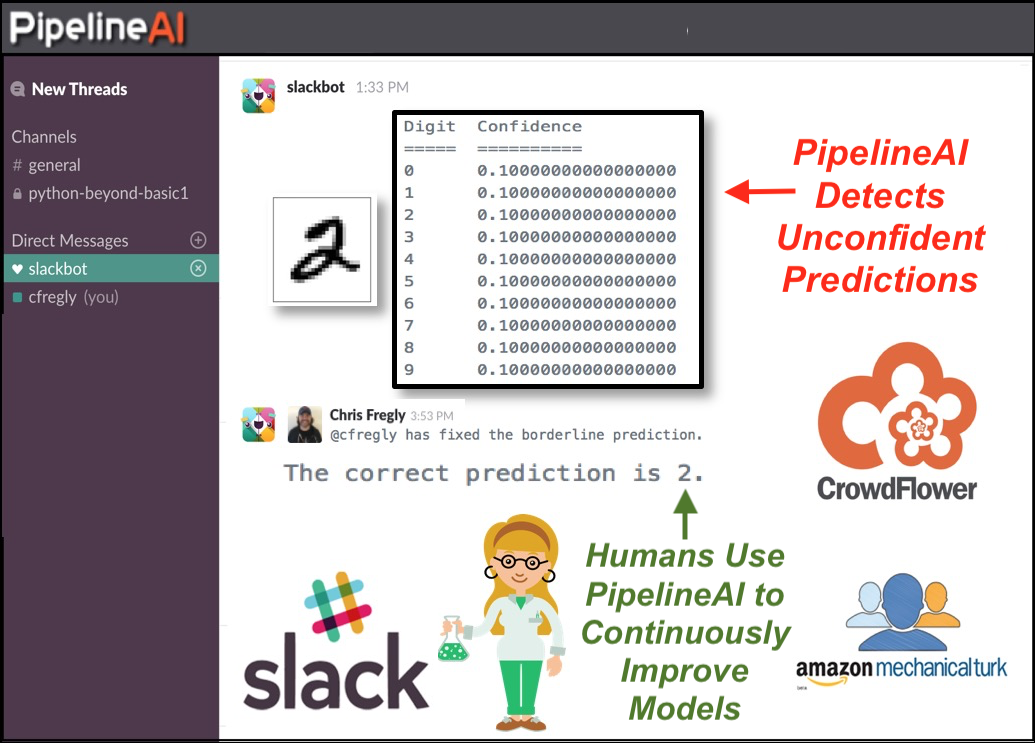 PipelineAI
New Threads
Channels
# general
python-beyond-basic1
Direct Messages
slackbot
cfregly (you)
slackbot 1:33 PM
Digit Confidence
===== ==========
0 0.10000000000000000
1 0.10000000000000000
2 0.10000000000000000
3 0.10000000000000000
4 0.10000000000000000
5 0.10000000000000000
6 0.10000000000000000
7 0.10000000000000000
8 0.10000000000000000
9 0.10000000000000000
2
PipelineAI
Detects
Unconfident
Predictions
Chris Fregly 3:53 PM
@cfregly has fixed the borderline prediction.
The correct prediction is 2.
CrowdFlower
Humans Use
PipelineAI to
Continuously
Improve
Models
slack
amazon mechanical turk